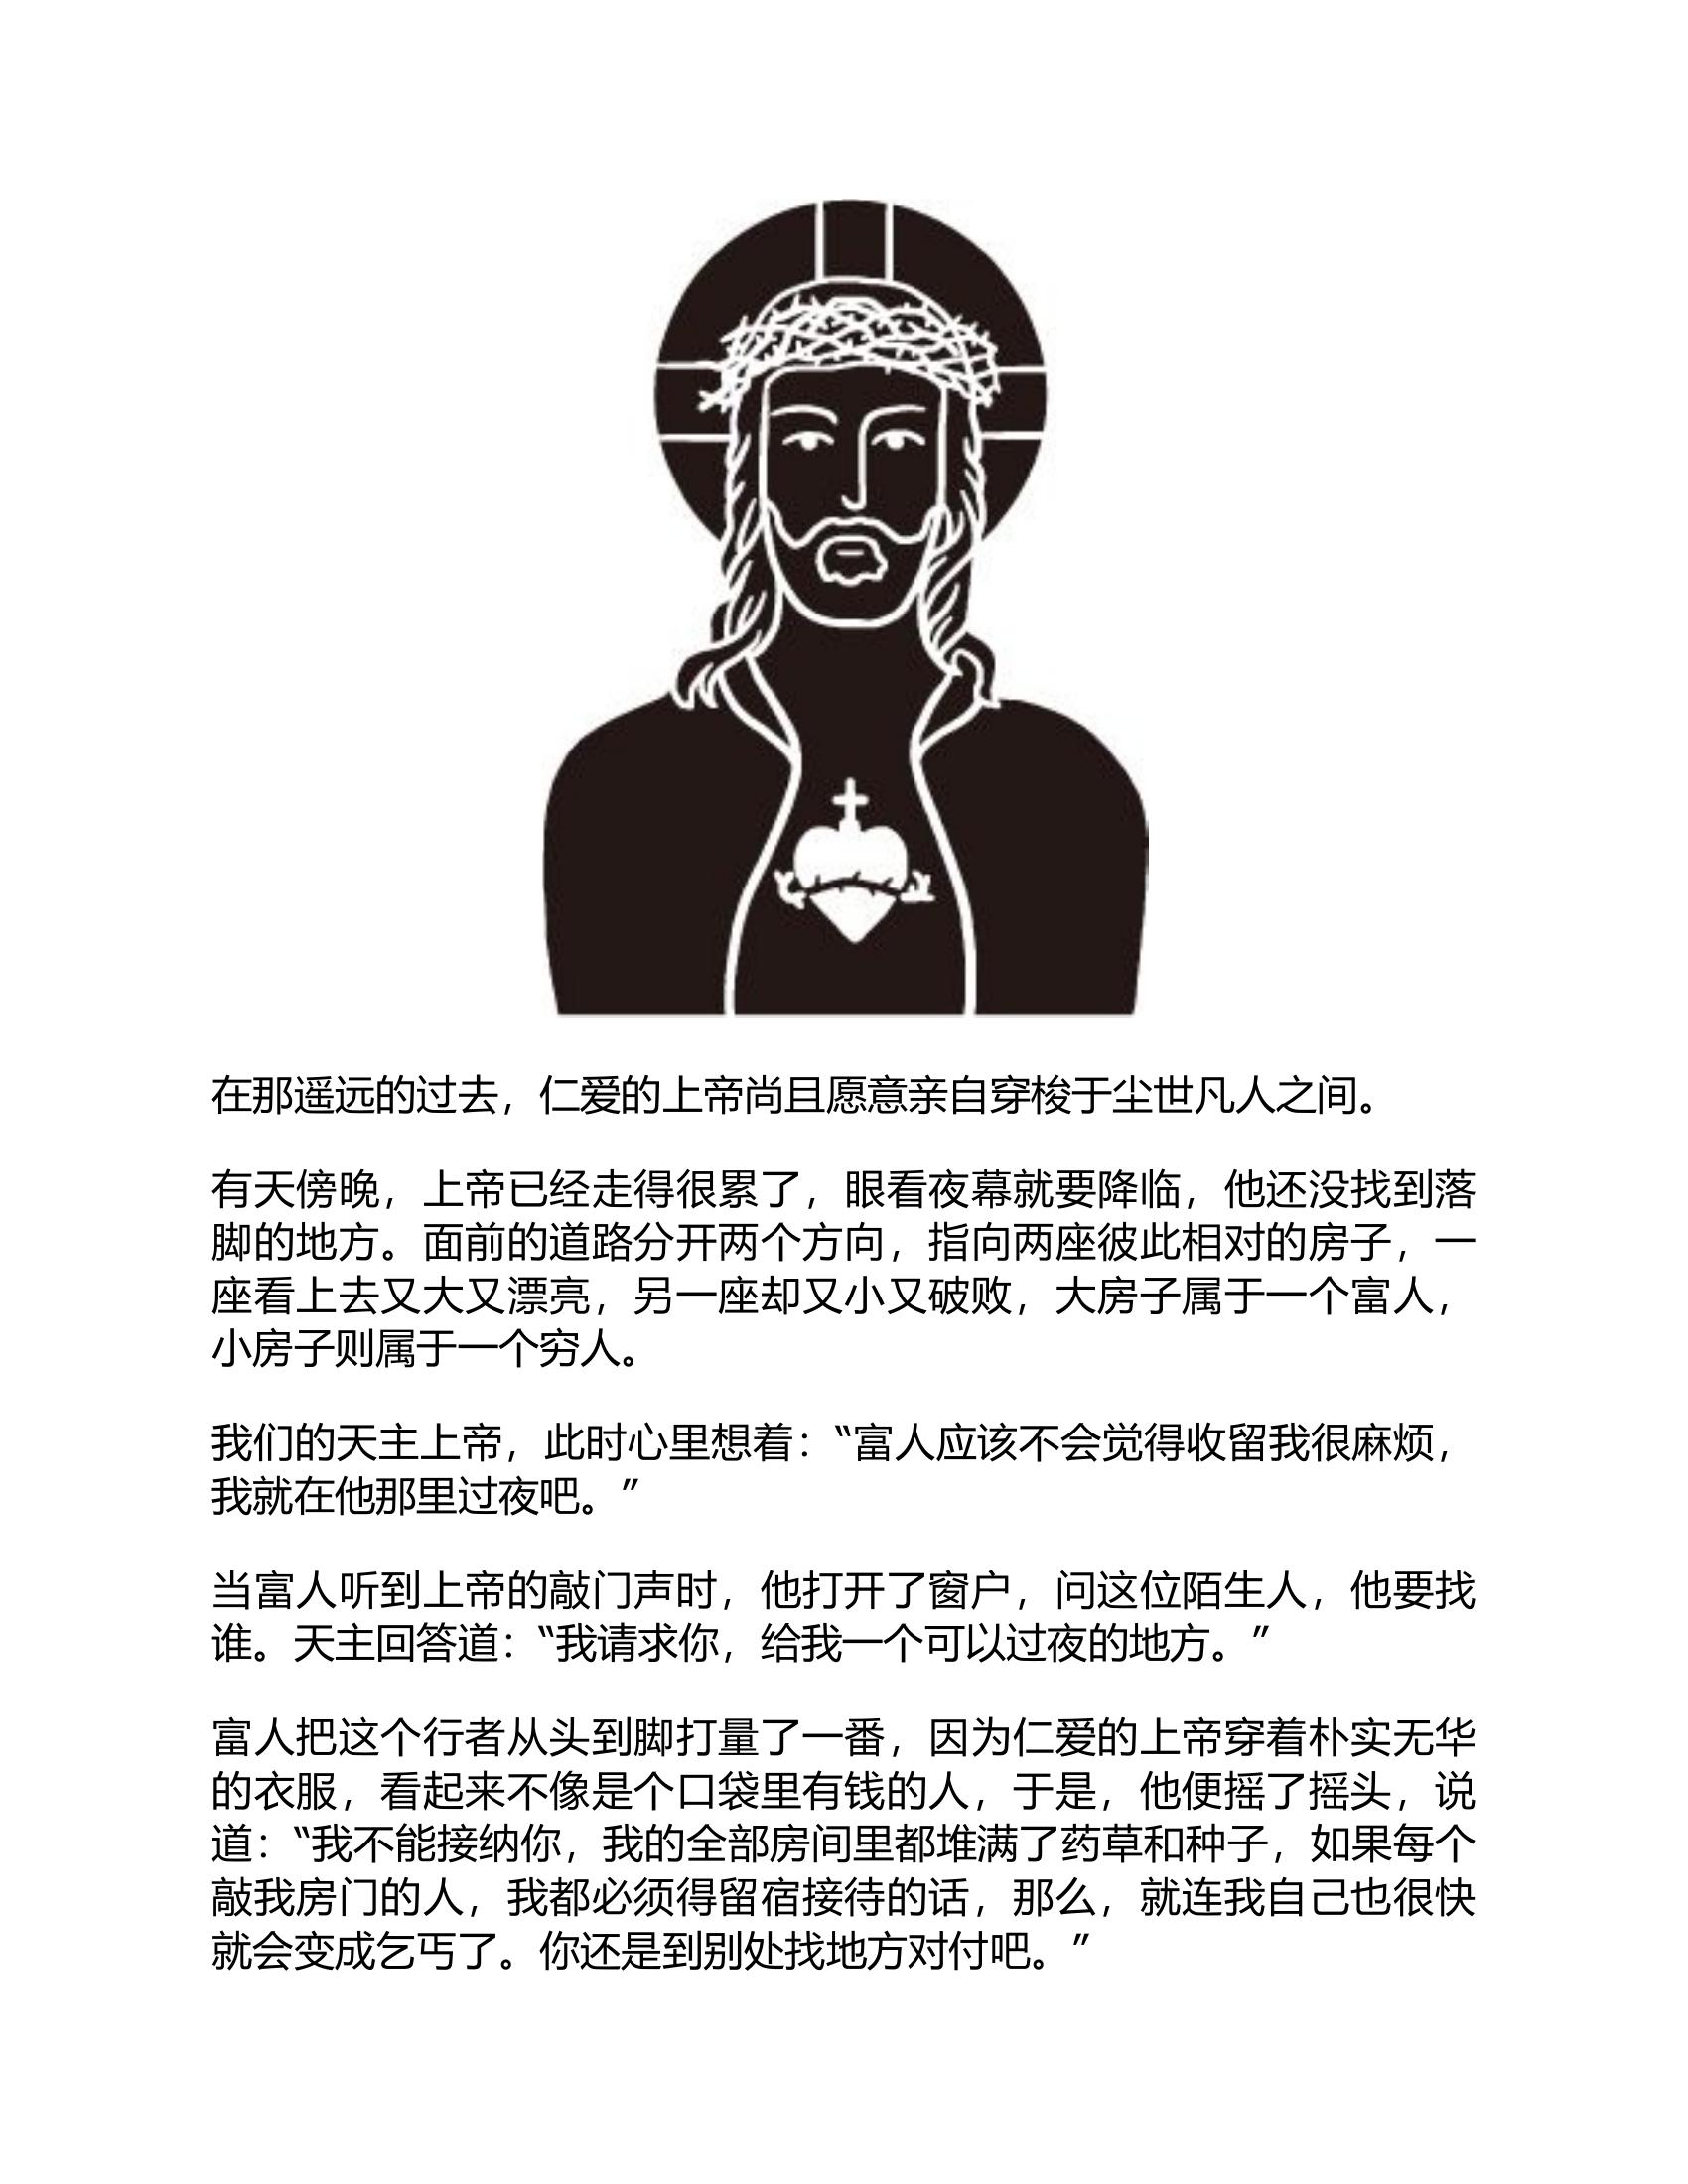 在那遥远的过去，仁爱的上帝尚且愿意亲自穿梭于尘世凡人之间。
有天傍晚，上帝已经走得很累了，眼看夜幕就要降临，他还没找到落
脚的地方。面前的道路分开两个方向，指向两座彼此相对的房子，一
座看上去又大又漂亮，另一座却又小又破败，大房子属于一个富人，
小房子则属于一个穷人。
我们的天主上帝，此时心里想着：“富人应该不会觉得收留我很麻烦，
我就在他那里过夜吧。”
当富人听到上帝的敲门声时，他打开了窗户，问这位陌生人，他要找
谁。天主回答道：“我请求你，给我一个可以过夜的地方。”
富人把这个行者从头到脚打量了一番，因为仁爱的上帝穿着朴实无华
的衣服，看起来不像是个口袋里有钱的人，于是，他便摇了摇头，说
道：“我不能接纳你，我的全部房间里都堆满了药草和种子，如果每个
敲我房门的人，我都必须得留宿接待的话，那么，就连我自己也很快
就会变成乞丐了。你还是到别处找地方对付吧。”